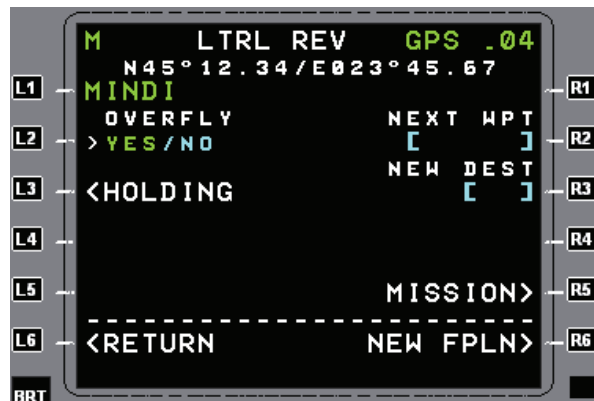 M LTRL REV GPS .04
N45°12.34/E023°45.67
L1 MINDI R1
OVERFLY NEXT WPT
L2 >YES/NO [ ] R2
NEW DEST
L3 <HOLDING [ ] R3
L4 R4
L5 MISSION> R5
L6 <RETURN NEW FPLN> R6
BRT